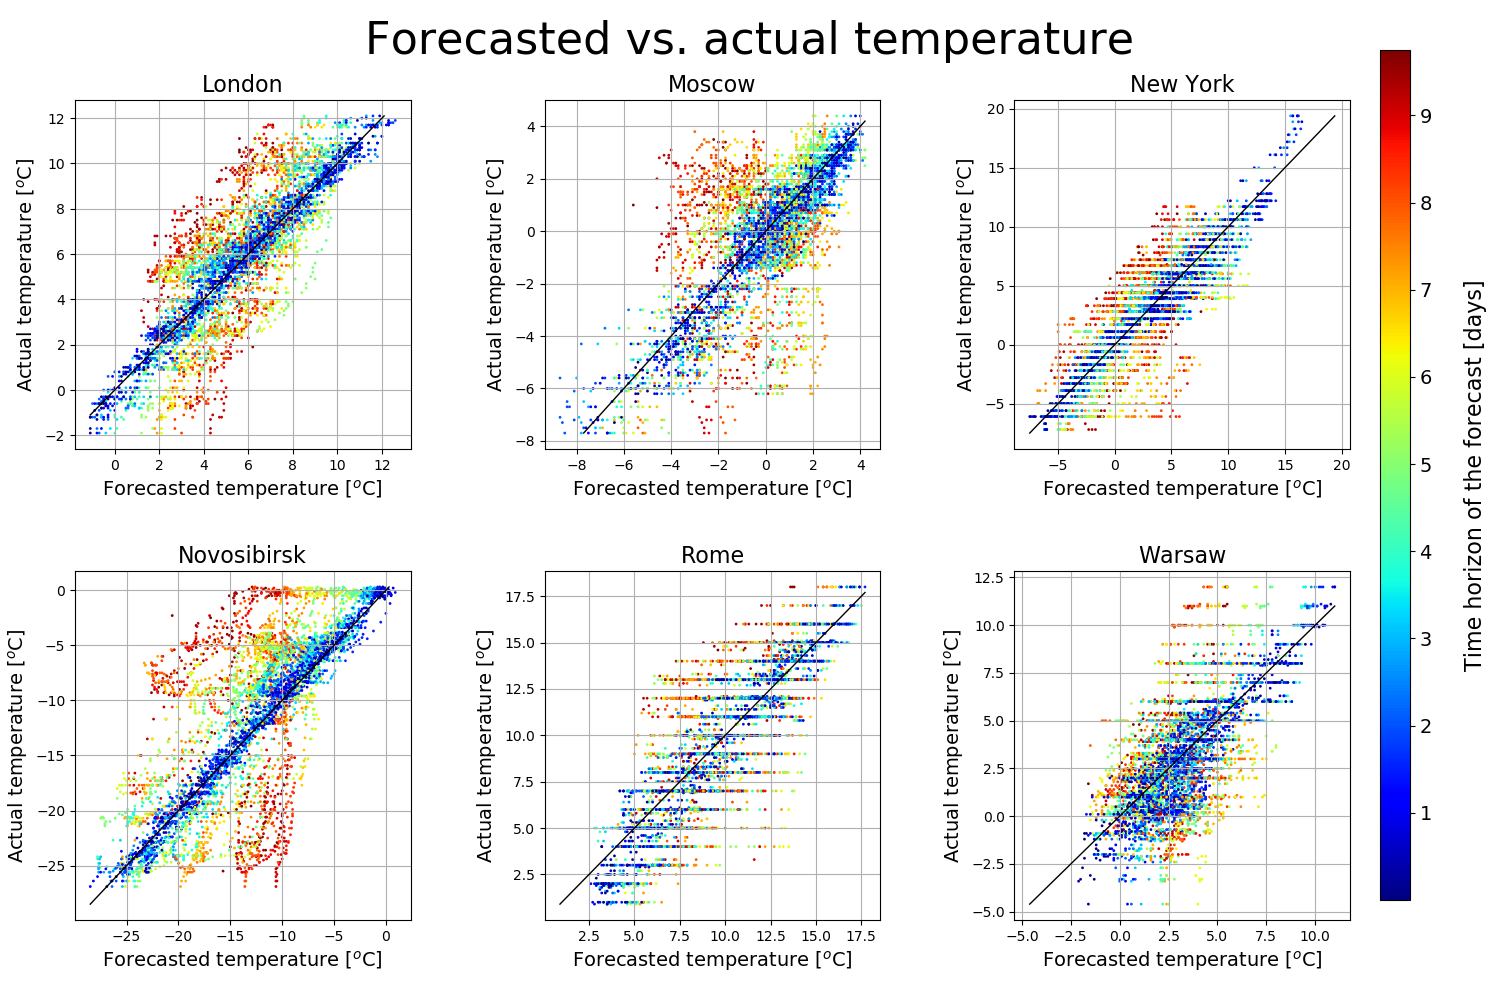 Forecasted vs. actual temperature
London
Actual temperature [°C]
12
10
8
6
4
2
0
−2
0 2 4 6 8 10 12
Forecasted temperature [°C]
Moscow
Actual temperature [°C]
4
2
0
−2
−4
−6
−8
−8 −6 −4 −2 0 2 4
Forecasted temperature [°C]
New York
Actual temperature [°C]
20
15
10
5
0
−5
−5 0 5 10 15 20
Forecasted temperature [°C]
Novosibirsk
Actual temperature [°C]
0
−5
−10
−15
−20
−25
−25 −20 −15 −10 −5 0
Forecasted temperature [°C]
Rome
Actual temperature [°C]
17.5
15.0
12.5
10.0
7.5
5.0
2.5
2.5 5.0 7.5 10.0 12.5 15.0 17.5
Forecasted temperature [°C]
Warsaw
Actual temperature [°C]
12.5
10.0
7.5
5.0
2.5
0.0
−2.5
−5.0
−5.0 −2.5 0.0 2.5 5.0 7.5 10.0
Forecasted temperature [°C]
9
8
7
6
5
4
3
2
1
Time horizon of the forecast [days]